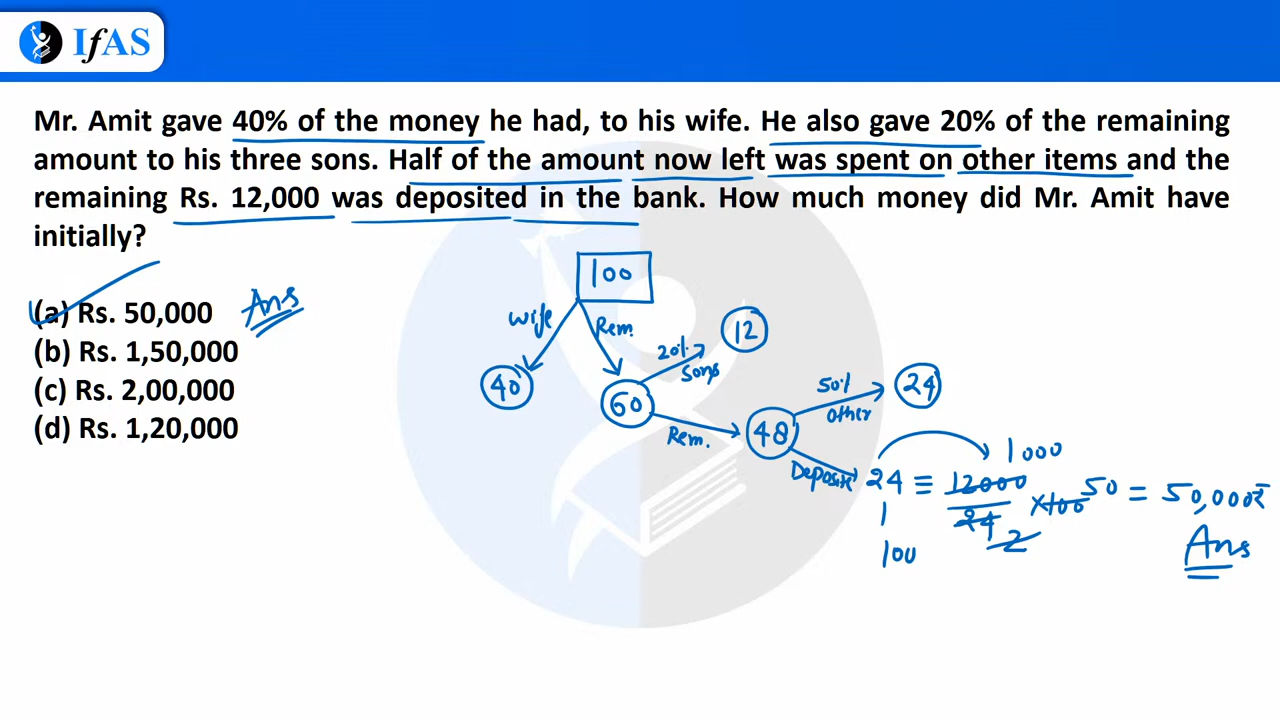 IfAS
Mr. Amit gave 40% of the money he had, to his wife. He also gave 20% of the remaining
amount to his three sons. Half of the amount now left was spent on other items and the
remaining Rs. 12,000 was deposited in the bank. How much money did Mr. Amit have
initially?
(a) Rs. 50,000 Ans
(b) Rs. 1,50,000
(c) Rs. 2,00,000
(d) Rs. 1,20,000
100
wife Rem.
40 60
20% sons 12
Rem. 48
50% other 24
Deposite 24 ≡ 12000/24 ×100 = 50,000₹
1000
50
2
1
100
Ans